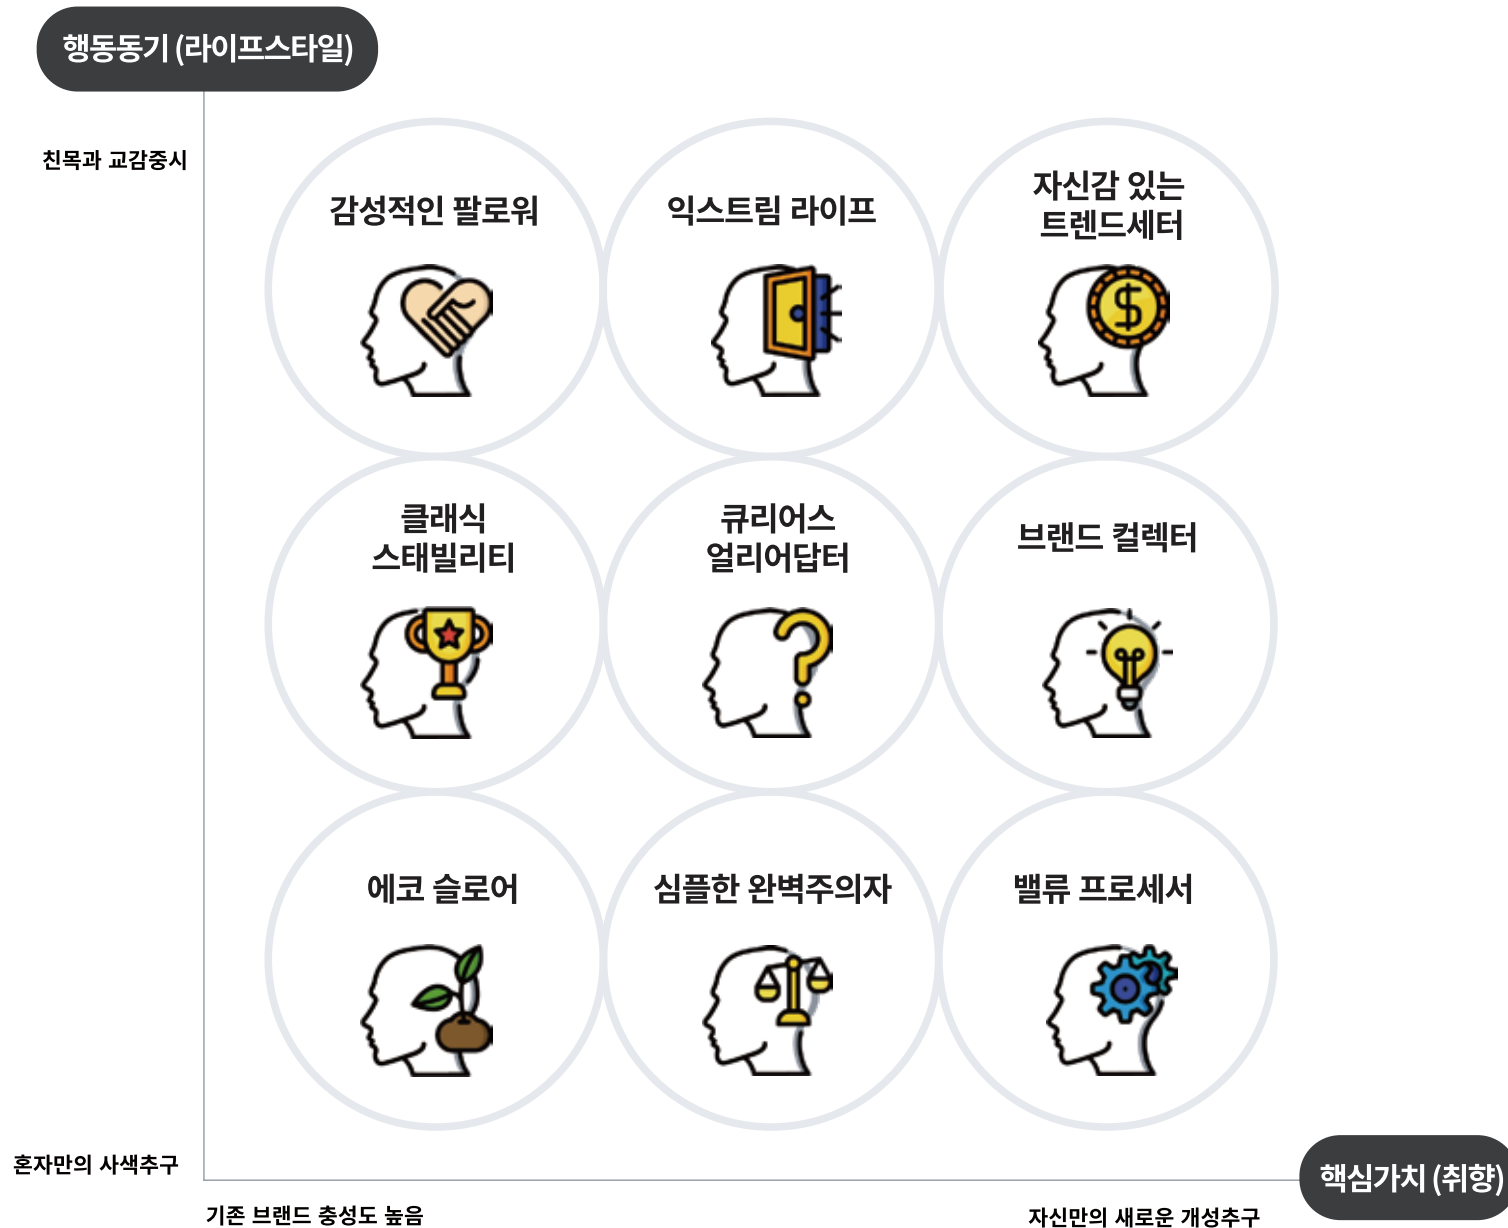 행동동기 (라이프스타일)
친목과 교감중시
감성적인 팔로워
익스트림 라이프
자신감 있는
트렌드세터
클래식
스태빌리티
큐리어스
얼리어답터
브랜드 컬렉터
에코 슬로어
심플한 완벽주의자
밸류 프로세서
혼자만의 사색추구
핵심가치 (취향)
기존 브랜드 충성도 높음
자신만의 새로운 개성추구